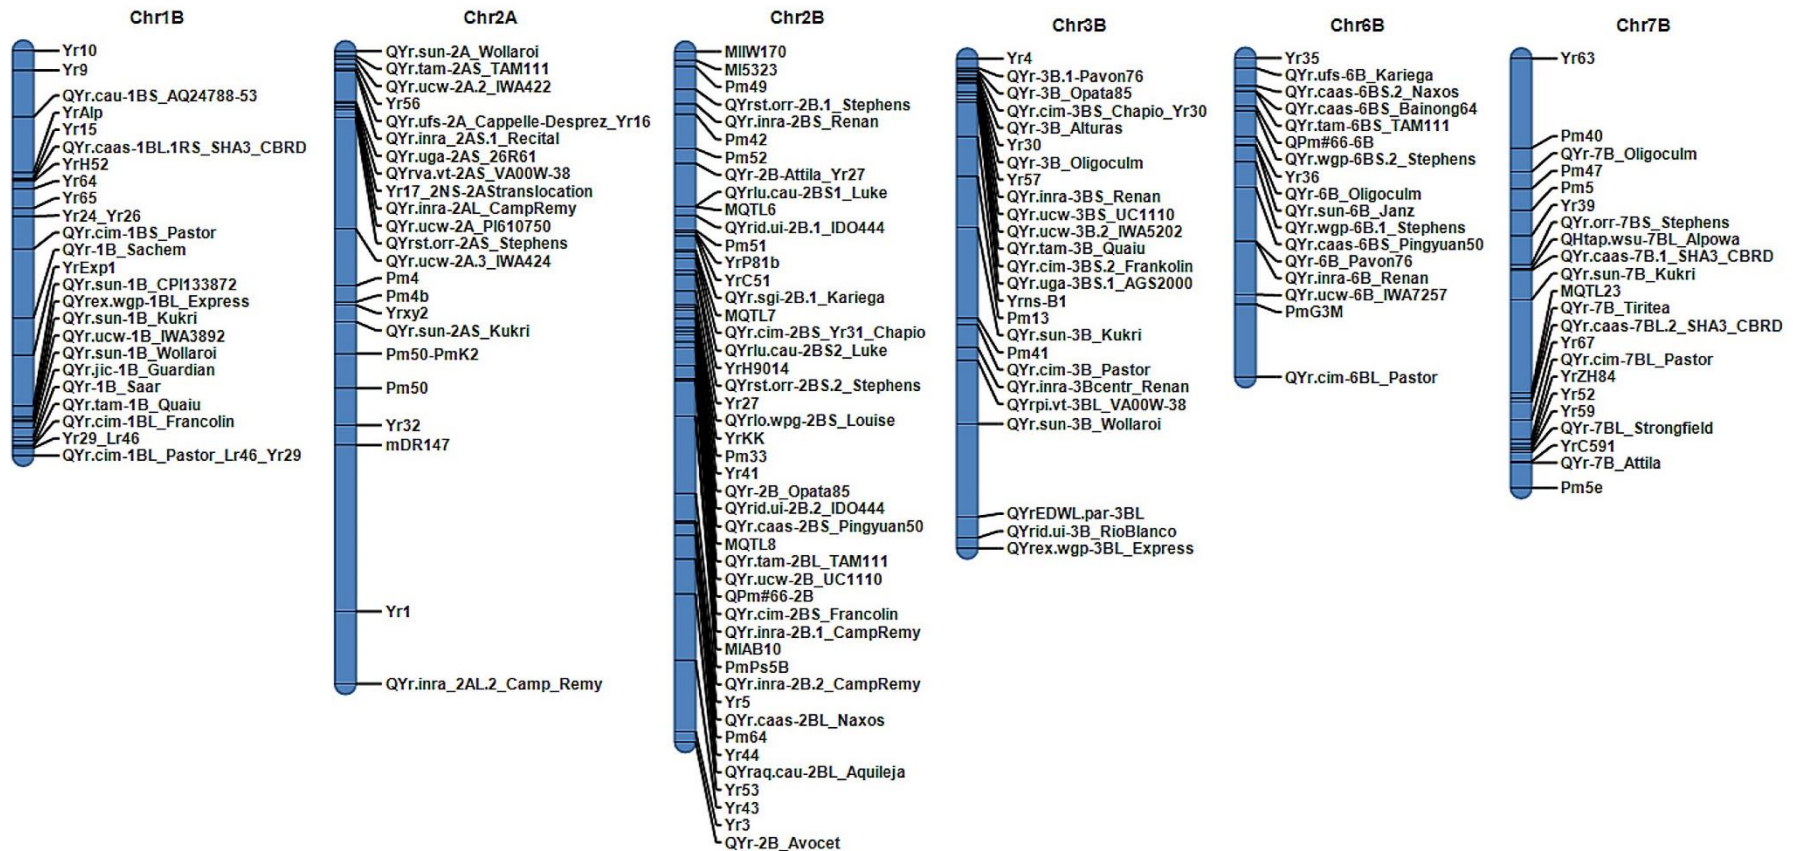 Chr1B
Yr10
Yr9
QYr.cau-1BS_AQ24788-53
YrAlp
Yr15
QYr.caas-1BL.1RS_SHA3_CBRD
YrH52
Yr64
Yr65
Yr24_Yr26
QYr.cim-1BS_Pastor
QYr-1B_Sachem
YrExp1
QYr.sun-1B_CPI133872
QYrex.wgp-1BL_Express
QYr.sun-1B_Kukri
QYr.ucw-1B_IWA3892
QYr.sun-1B_Wollaroi
QYr.jic-1B_Guardian
QYr-1B_Saar
QYr.tam-1B_Quaiu
QYr.cim-1BL_Francolin
Yr29_Lr46
QYr.cim-1BL_Pastor_Lr46_Yr29
Chr2A
QYr.sun-2A_Wollaroi
QYr.tam-2AS_TAM111
QYr.ucw-2A.2_IWA422
Yr56
QYr.ufs-2A_Cappelle-Desprez_Yr16
QYr.inra_2AS.1_Recital
QYr.uga-2AS_26R61
QYrva.vt-2AS_VA00W-38
Yr17_2NS-2AStranslocation
QYr.inra-2AL_CampRemy
QYr.ucw-2A_PI610750
QYrst.orr-2AS_Stephens
QYr.ucw-2A.3_IWA424
Pm4
Pm4b
Yrxy2
QYr.sun-2AS_Kukri
Pm50-PmK2
Pm50
Yr32
mDR147
Yr1
QYr.inra_2AL.2_Camp_Remy
Chr2B
MlIW170
Ml5323
Pm49
QYrst.orr-2B.1_Stephens
QYr.inra-2BS_Renan
Pm42
Pm52
QYr-2B-Attila_Yr27
QYrlu.cau-2BS1_Luke
MQTL6
QYrid.ui-2B.1_IDO444
Pm51
YrP81b
YrC51
QYr.sgi-2B.1_Kariega
MQTL7
QYr.cim-2BS_Yr31_Chapio
QYrlu.cau-2BS2_Luke
YrH9014
QYrst.orr-2BS.2_Stephens
Yr27
QYrlo.wpg-2BS_Louise
YrKK
Pm33
Yr41
QYr-2B_Opata85
QYrid.ui-2B.2_IDO444
QYr.caas-2BS_Pingyuan50
MQTL8
QYr.tam-2BL_TAM111
QYr.ucw-2B_UC1110
QPm#66-2B
QYr.cim-2BS_Francolin
QYr.inra-2B.1_CampRemy
MlAB10
PmPs5B
QYr.inra-2B.2_CampRemy
Yr5
QYr.caas-2BL_Naxos
Pm64
Yr44
QYraq.cau-2BL_Aquileja
Yr53
Yr43
Yr3
QYr-2B_Avocet
Chr3B
Yr4
QYr-3B.1-Pavon76
QYr-3B_Opata85
QYr.cim-3BS_Chapio_Yr30
QYr-3B_Alturas
Yr30
QYr-3B_Oligoculm
Yr57
QYr.inra-3BS_Renan
QYr.ucw-3BS_UC1110
QYr.ucw-3B.2_IWA5202
QYr.tam-3B_Quaiu
QYr.cim-3BS.2_Frankolin
QYr.uga-3BS.1_AGS2000
Yrns-B1
Pm13
QYr.sun-3B_Kukri
Pm41
QYr.cim-3B_Pastor
QYr.inra-3Bcentr_Renan
QYrpi.vt-3BL_VA00W-38
QYr.sun-3B_Wollaroi
QYrEDWL.par-3BL
QYrid.ui-3B_RioBlanco
QYrex.wgp-3BL_Express
Chr6B
Yr35
QYr.ufs-6B_Kariega
QYr.caas-6BS.2_Naxos
QYr.caas-6BS_Bainong64
QYr.tam-6BS_TAM111
QPm#66-6B
QYr.wgp-6BS.2_Stephens
Yr36
QYr-6B_Oligoculm
QYr.sun-6B_Janz
QYr.wgp-6B.1_Stephens
QYr.caas-6BS_Pingyuan50
QYr-6B_Pavon76
QYr.inra-6B_Renan
QYr.ucw-6B_IWA7257
PmG3M
QYr.cim-6BL_Pastor
Chr7B
Yr63
Pm40
QYr-7B_Oligoculm
Pm47
Pm5
Yr39
QYr.orr-7BS_Stephens
QHtap.wsu-7BL_Alpowa
QYr.caas-7B.1_SHA3_CBRD
QYr.sun-7B_Kukri
MQTL23
QYr-7B_Tiritea
QYr.caas-7BL.2_SHA3_CBRD
Yr67
QYr.cim-7BL_Pastor
YrZH84
Yr52
Yr59
QYr-7BL_Strongfield
YrC591
QYr-7B_Attila
Pm5e